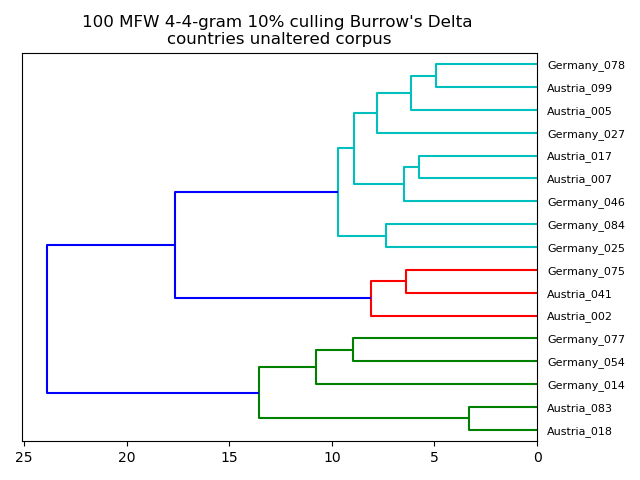 100 MFW 4-4-gram 10% culling Burrow's Delta
countries unaltered corpus
Germany_078
Austria_099
Austria_005
Germany_027
Austria_017
Austria_007
Germany_046
Germany_084
Germany_025
Germany_075
Austria_041
Austria_002
Germany_077
Germany_054
Germany_014
Austria_083
Austria_018
25 20 15 10 5 0